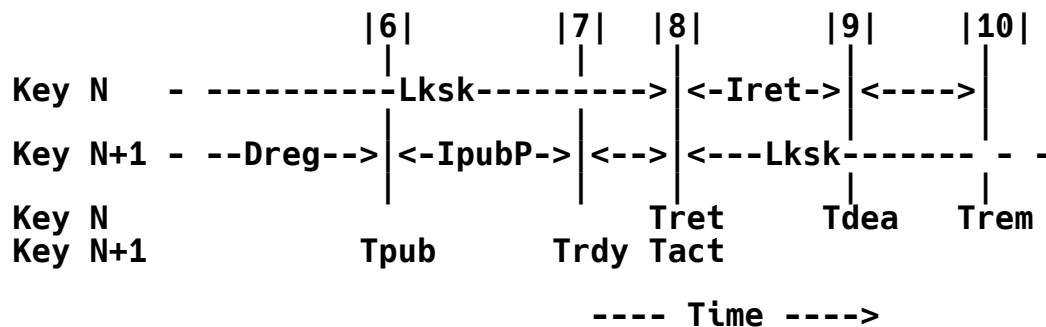 |6| |7| |8| |9| |10|
| | | | |
Key N - ----------Lksk--------->|<-Iret->|<---->|
| | | | |
Key N+1 - --Dreg-->|<-IpubP->|<-->|<---Lksk------- - -
| | | | |
Key N Tret Tdea Trem
Key N+1 Tpub Trdy Tact
---- Time ---->